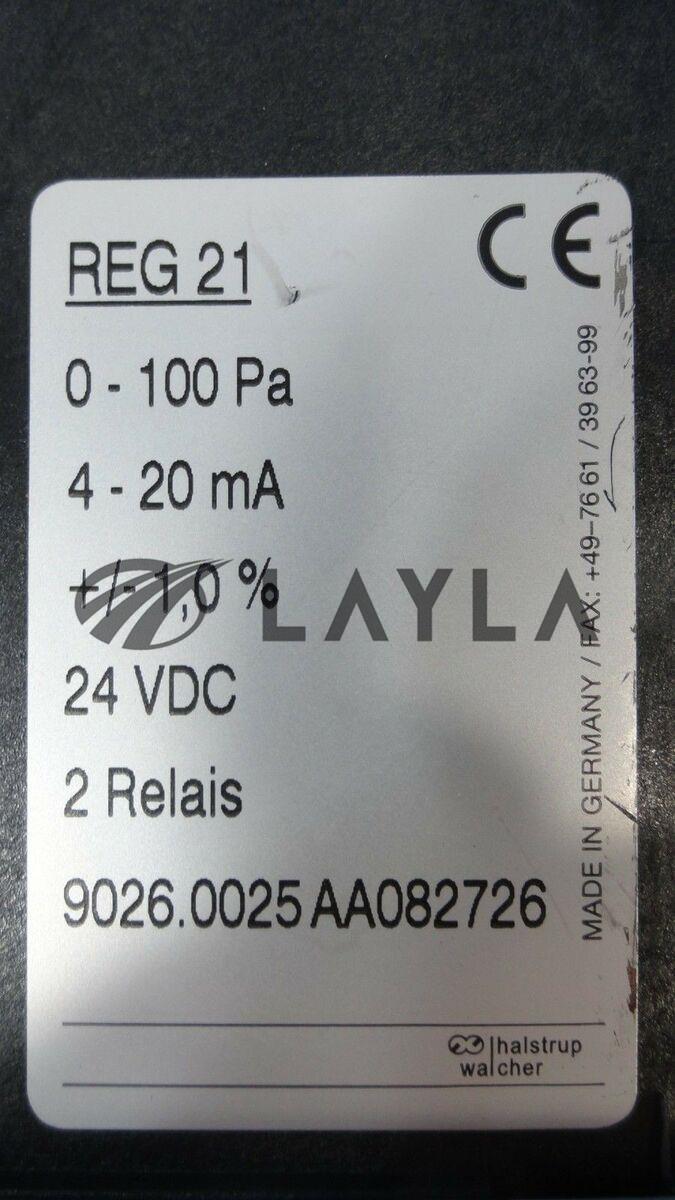 REG 21
CE
0 - 100 Pa
4 - 20 mA
+/- 1,0 %
LAYLA
24 VDC
2 Relais
9026.0025 AA082726
MADE IN GERMANY / FAX: +49-76 61 / 39 63-99
halstrup
walcher